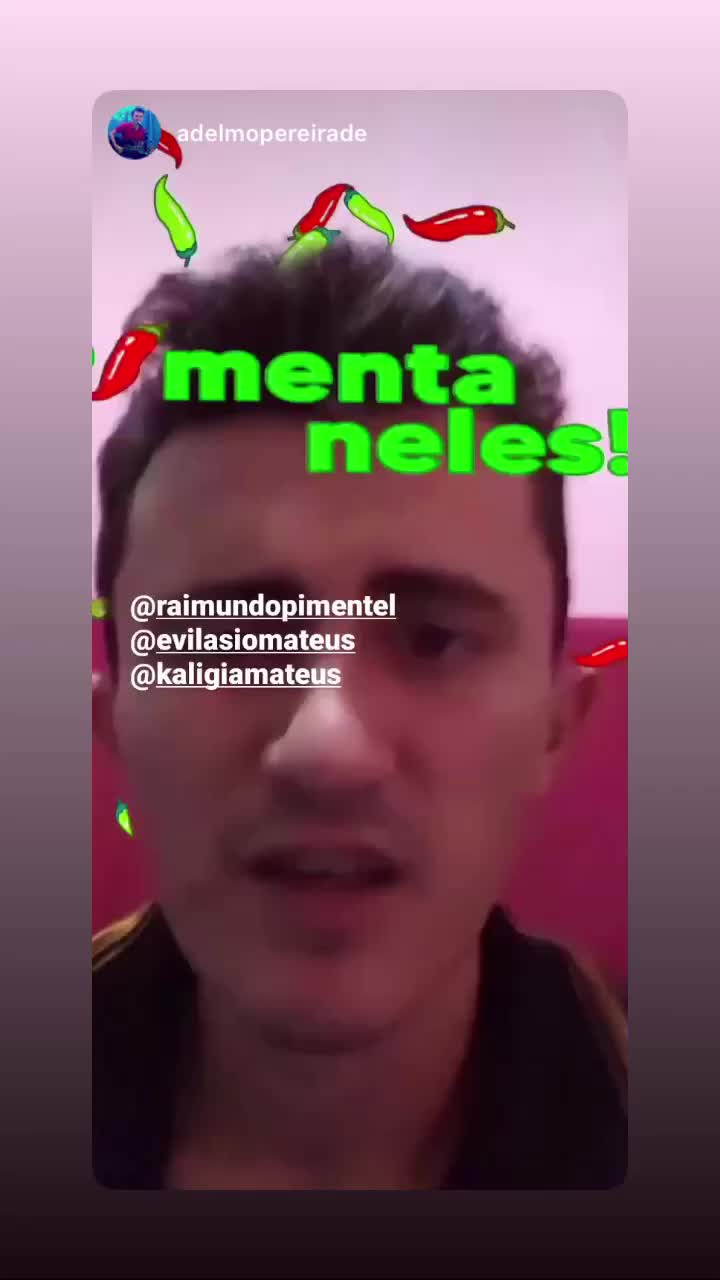 adelmopereirade
menta
neles!
@raimundopimentel
@evilasiomateus
@kaligiamateus